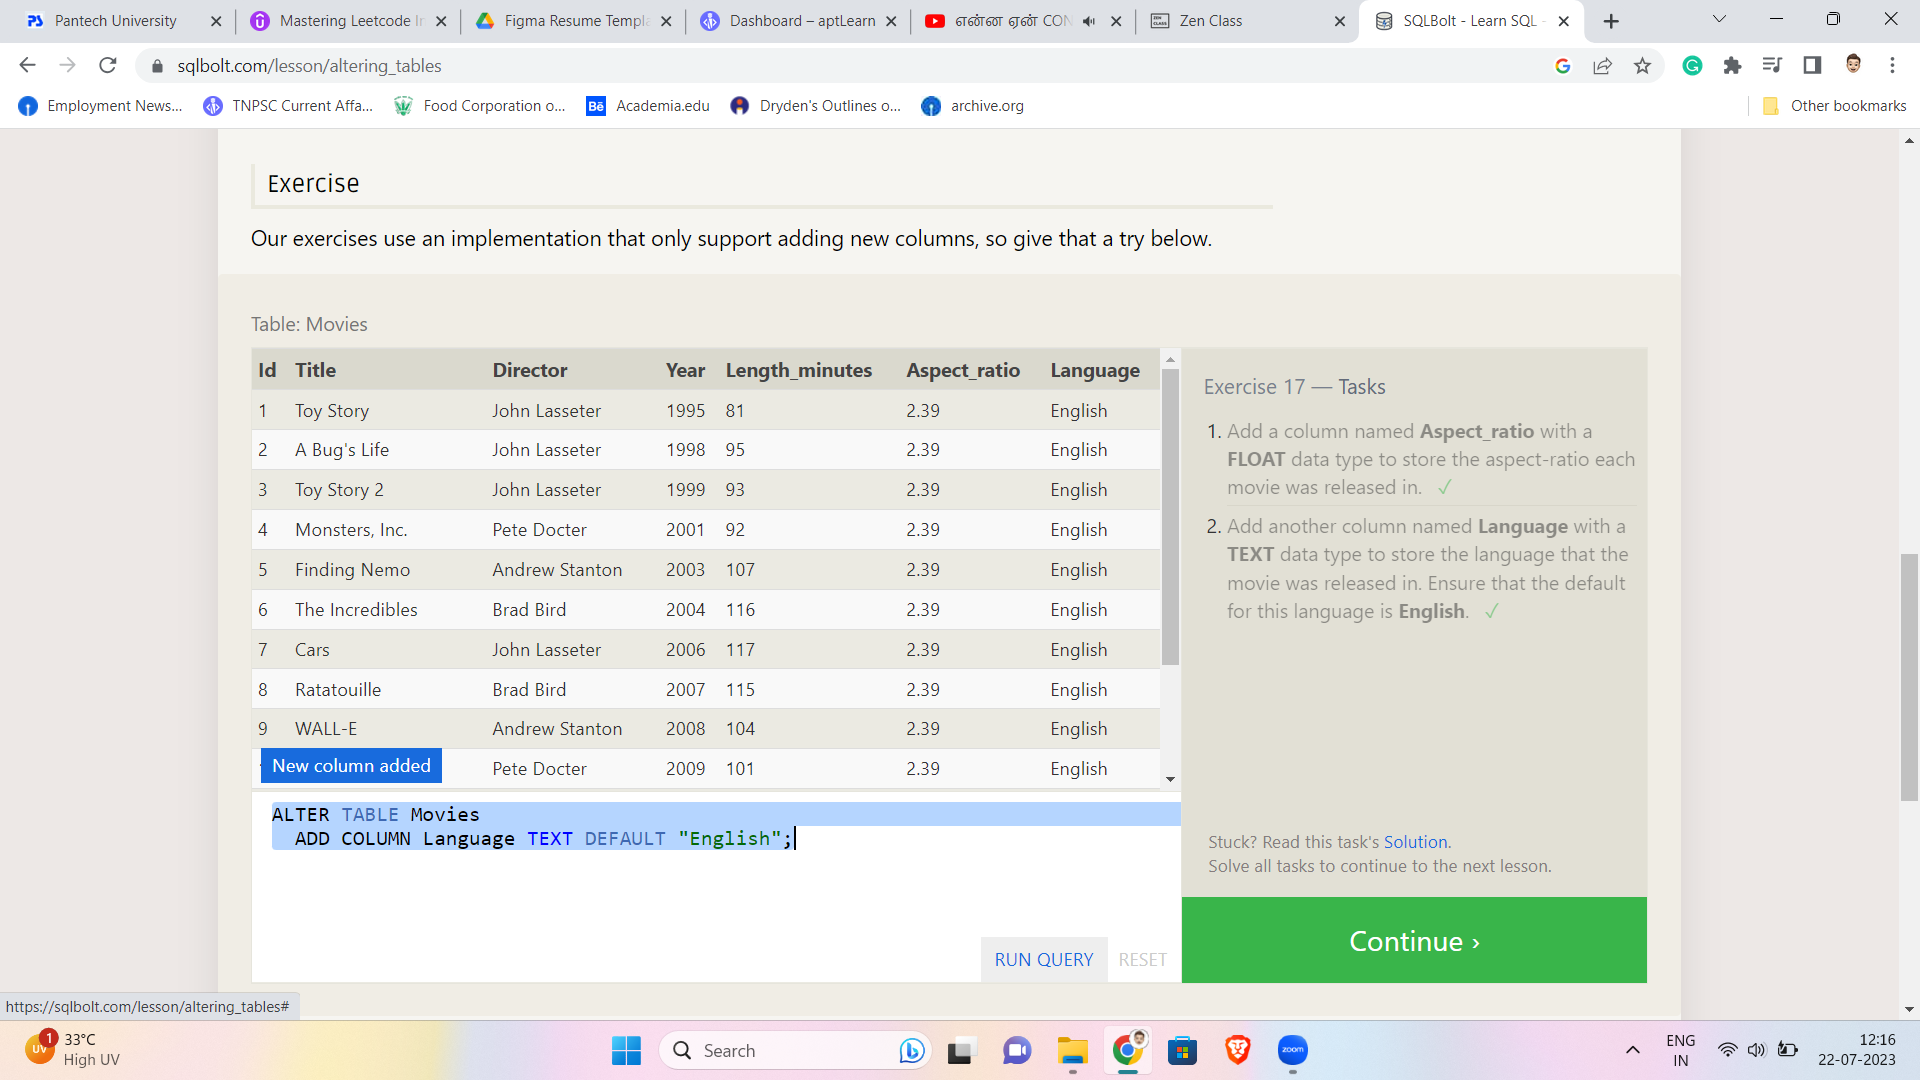 Pantech University
Mastering Leetcode In
Figma Resume Templa
Dashboard – aptLearn
என்ன ஏன் CON
Zen Class
SQLBolt - Learn SQL -
sqlbolt.com/lesson/altering_tables
Employment News...
TNPSC Current Affa...
Food Corporation o...
Academia.edu
Dryden's Outlines o...
archive.org
Other bookmarks
Exercise
Our exercises use an implementation that only support adding new columns, so give that a try below.
Table: Movies
Id Title Director Year Length_minutes Aspect_ratio Language
1 Toy Story John Lasseter 1995 81 2.39 English
2 A Bug's Life John Lasseter 1998 95 2.39 English
3 Toy Story 2 John Lasseter 1999 93 2.39 English
4 Monsters, Inc. Pete Docter 2001 92 2.39 English
5 Finding Nemo Andrew Stanton 2003 107 2.39 English
6 The Incredibles Brad Bird 2004 116 2.39 English
7 Cars John Lasseter 2006 117 2.39 English
8 Ratatouille Brad Bird 2007 115 2.39 English
9 WALL-E Andrew Stanton 2008 104 2.39 English
Pete Docter 2009 101 2.39 English
New column added
ALTER TABLE Movies
ADD COLUMN Language TEXT DEFAULT "English";
RUN QUERY RESET
Exercise 17 — Tasks
1. Add a column named Aspect_ratio with a
FLOAT data type to store the aspect-ratio each
movie was released in. ✓
2. Add another column named Language with a
TEXT data type to store the language that the
movie was released in. Ensure that the default
for this language is English. ✓
Stuck? Read this task's Solution.
Solve all tasks to continue to the next lesson.
Continue ›
https://sqlbolt.com/lesson/altering_tables#
UV
1
33°C
High UV
Search
zoom
ENG
IN
12:16
22-07-2023